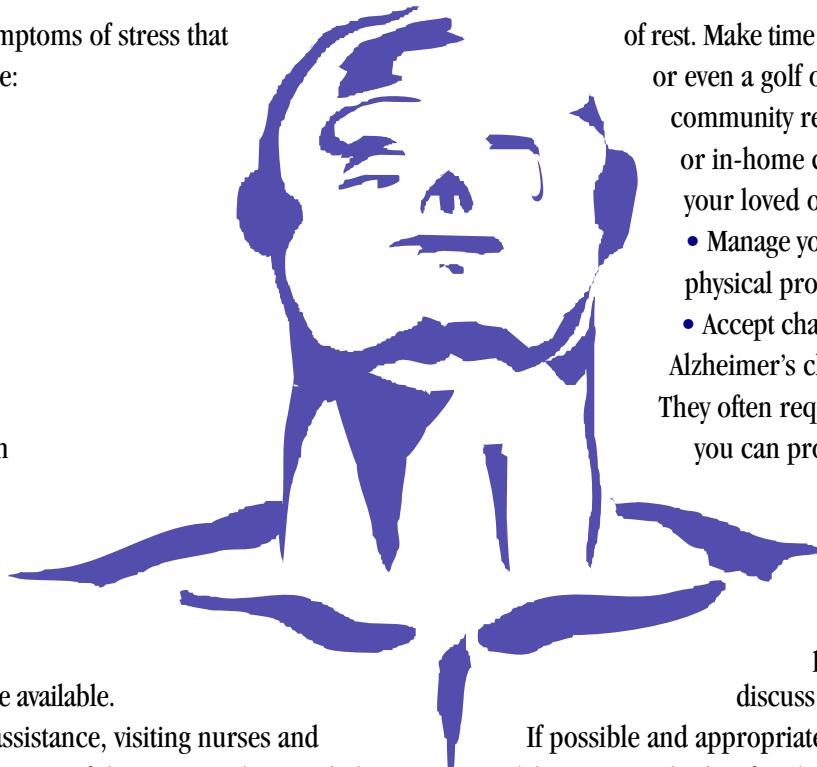 mptoms of stress that
e:
n
e available.
assistance, visiting nurses and
of rest. Make time
or even a golf o
community re
or in-home c
your loved o
• Manage yo
physical pro
• Accept cha
Alzheimer's cl
They often req
you can pro
discuss
If possible and appropriate